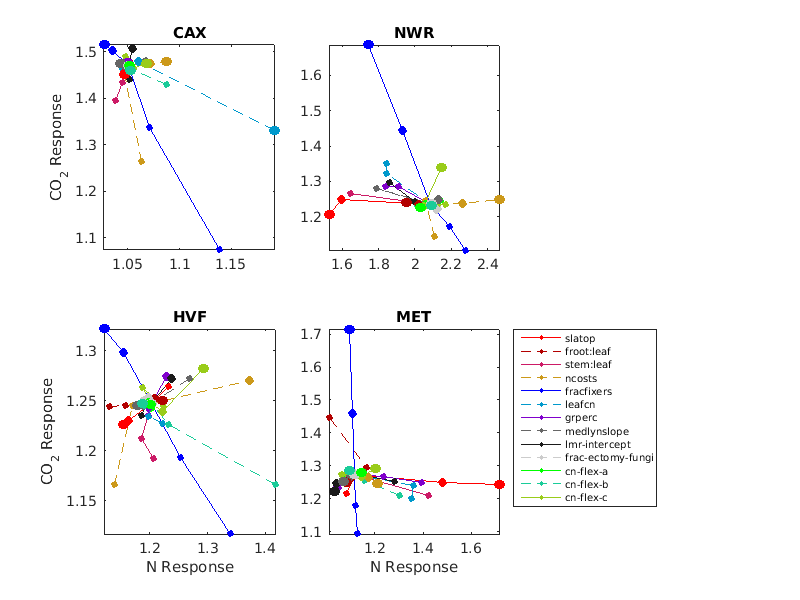 CAX
NWR
1.5
1.4
1.3
1.2
1.1
CO2 Response
1.05
1.1
1.15
1.6
1.5
1.4
1.3
1.2
1.6
1.8
2
2.2
2.4
HVF
MET
1.3
1.25
1.2
1.15
CO2 Response
1.2
1.3
1.4
N Response
1.7
1.6
1.5
1.4
1.3
1.2
1.1
1.2
1.4
1.6
N Response
slatop
froot:leaf
stem:leaf
ncosts
fracfixers
leafcn
grperc
medlynslope
lmr-intercept
frac-ectomy-fungi
cn-flex-a
cn-flex-b
cn-flex-c